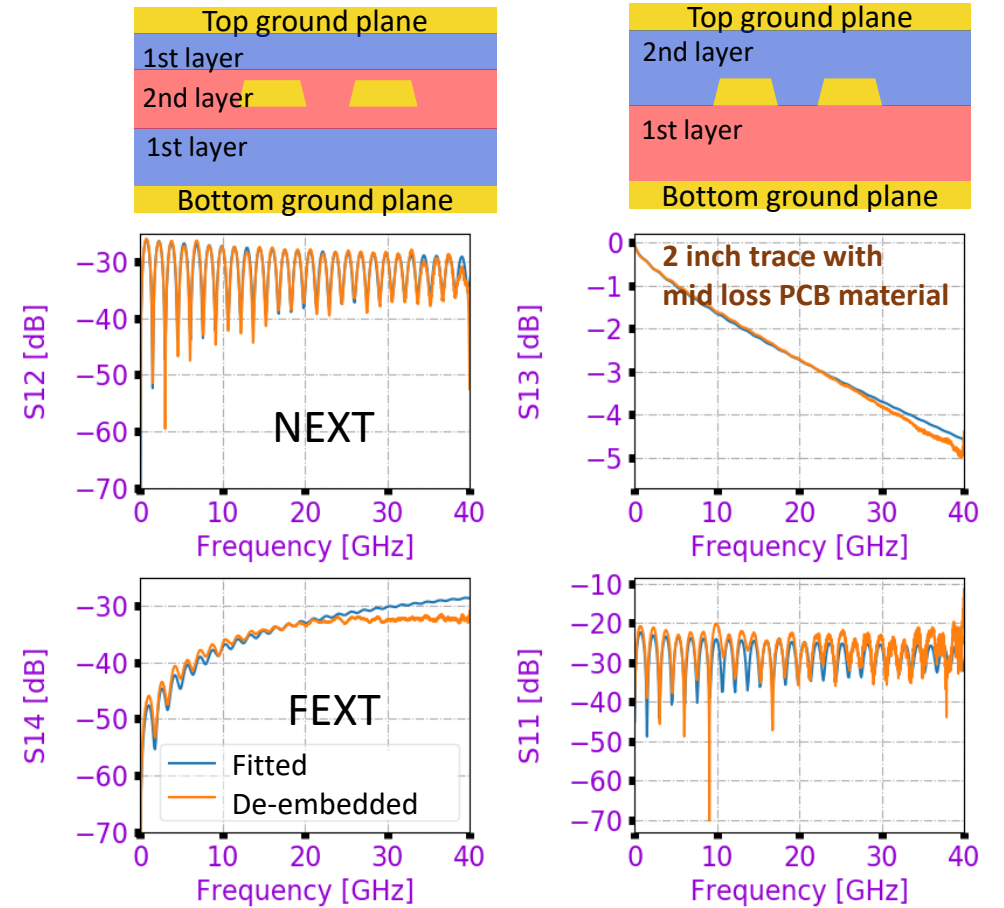 Top ground plane
1st layer
2nd layer
1st layer
Bottom ground plane
Top ground plane
2nd layer
1st layer
Bottom ground plane
S12 [dB]
−30
−40
−50
−60
−70
NEXT
0 10 20 30 40
Frequency [GHz]
S13 [dB]
0
−1
−2
−3
−4
−5
2 inch trace with
mid loss PCB material
0 10 20 30 40
Frequency [GHz]
S14 [dB]
−30
−40
−50
−60
−70
FEXT
Fitted
De-embedded
0 10 20 30 40
Frequency [GHz]
S11 [dB]
−10
−20
−30
−40
−50
−60
−70
0 10 20 30 40
Frequency [GHz]